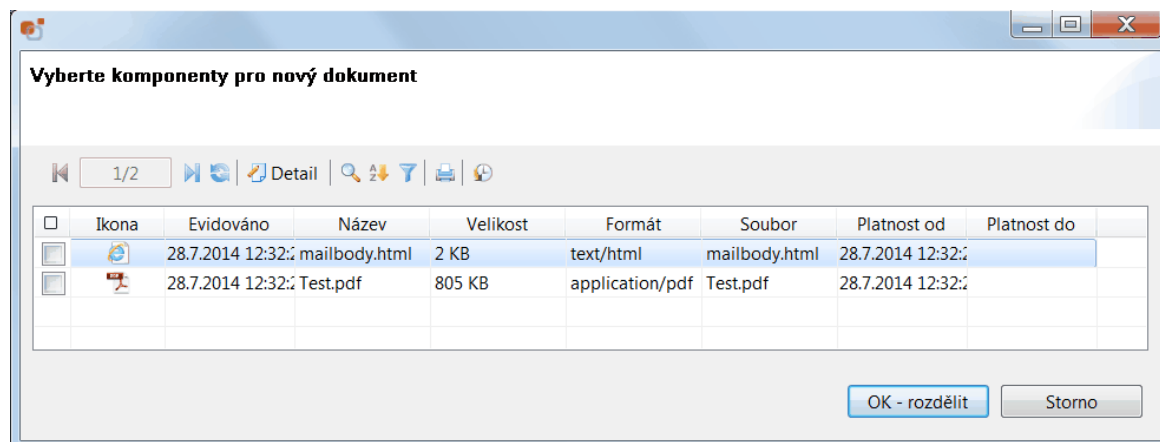 Vyberte komponenty pro nový dokument
1/2 Detail
Ikona Evidováno Název Velikost Formát Soubor Platnost od Platnost do
28.7.2014 12:32:2 mailbody.html 2 KB text/html mailbody.html 28.7.2014 12:32:2
28.7.2014 12:32:2 Test.pdf 805 KB application/pdf Test.pdf 28.7.2014 12:32:2
OK - rozdělit Storno